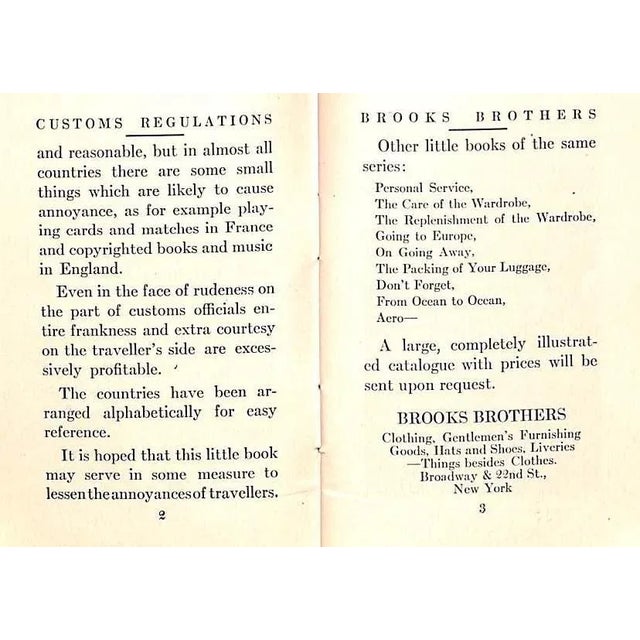 CUSTOMS REGULATIONS
and reasonable, but in almost all
countries there are some small
things which are likely to cause
annoyance, as for example play-
ing cards and matches in France
and copyrighted books and music
in England.
Even in the face of rudeness on
the part of customs officials en-
tire frankness and extra courtesy
on the traveller's side are exces-
sively profitable.
The countries have been ar-
ranged alphabetically for easy
reference.
It is hoped that this little book
may serve in some measure to
lessen the annoyances of travellers.
2
BROOKS BROTHERS
Other little books of the same
series:
Personal Service,
The Care of the Wardrobe,
The Replenishment of the Wardrobe,
Going to Europe,
On Going Away,
The Packing of Your Luggage,
Don't Forget,
From Ocean to Ocean,
Aero—
A large, completely illustrat-
ed catalogue with prices will be
sent upon request.
BROOKS BROTHERS
Clothing, Gentlemen's Furnishing
Goods, Hats and Shoes, Liveries
—Things besides Clothes.
Broadway & 22nd St.,
New York
3